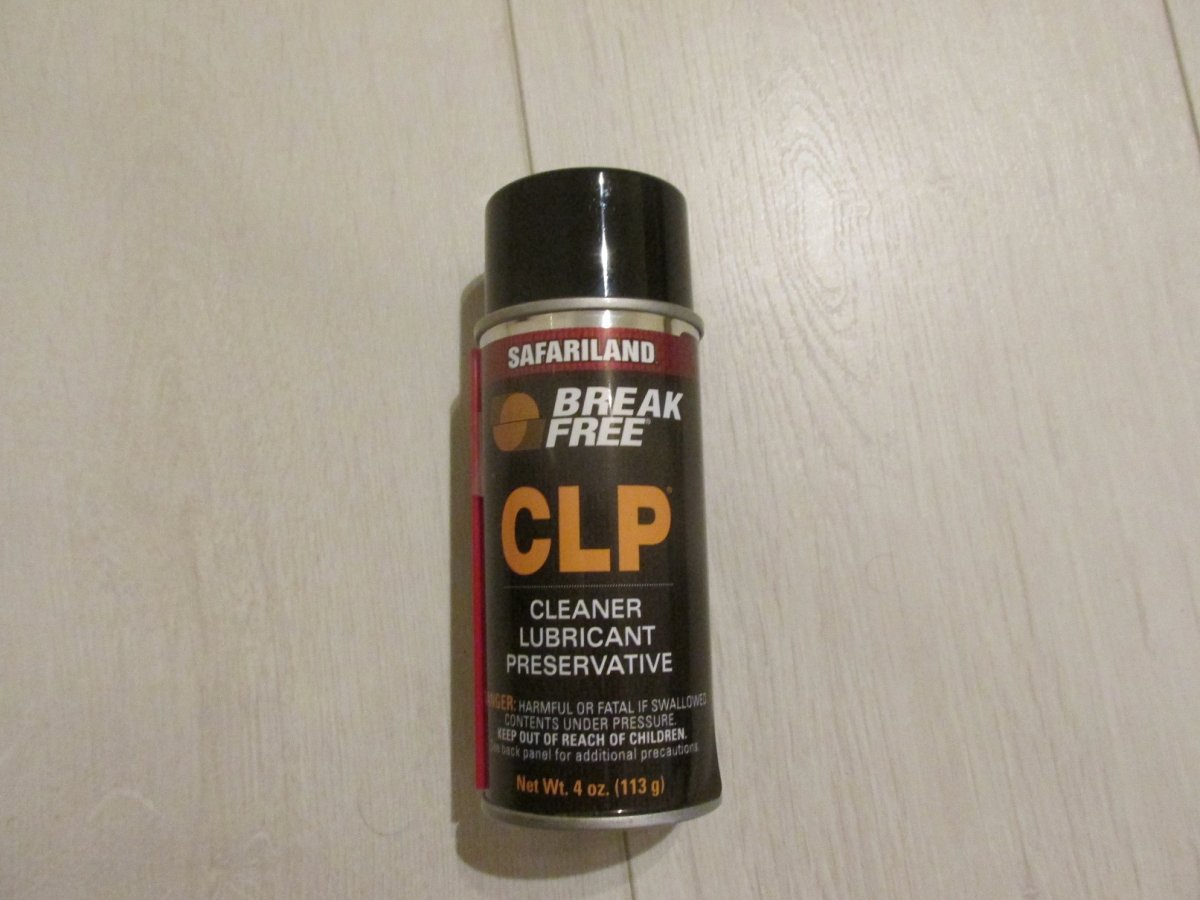 SAFARILAND
BREAK
FREE®
CLP®
CLEANER
LUBRICANT
PRESERVATIVE
ANGER: HARMFUL OR FATAL IF SWALLOWED
CONTENTS UNDER PRESSURE.
KEEP OUT OF REACH OF CHILDREN.
back panel for additional precautions.
Net Wt. 4 oz. (113 g)